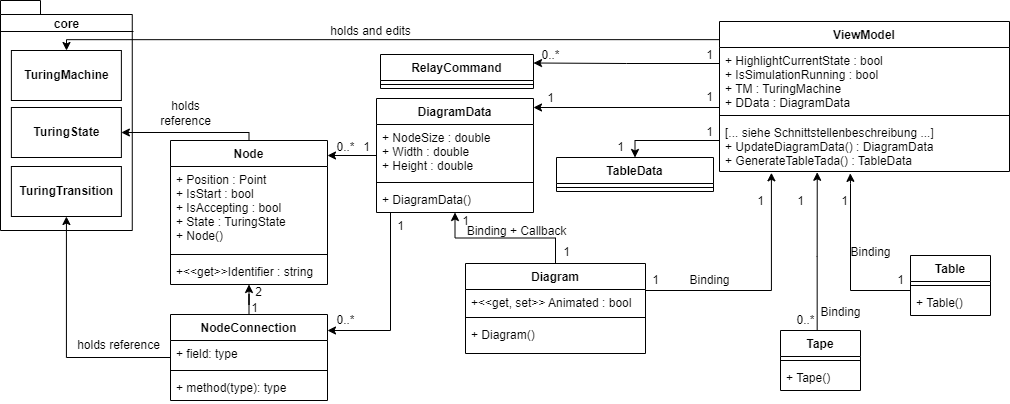 core
TuringMachine
TuringState
TuringTransition
holds and edits
holds
reference
holds reference
ViewModel
+ HighlightCurrentState : bool
+ IsSimulationRunning : bool
+ TM : TuringMachine
+ DData : DiagramData
[... siehe Schnittstellenbeschreibung ...]
+ UpdateDiagramData() : DiagramData
+ GenerateTableTada() : TableData
RelayCommand
0..*
1
DiagramData
+ NodeSize : double
+ Width : double
+ Height : double
+ DiagramData()
1
1
TableData
1
1
Node
+ Position : Point
+ IsStart : bool
+ IsAccepting : bool
+ State : TuringState
+ Node()
+<<get>>Identifier : string
0..*
1
2
1
NodeConnection
+ field: type
+ method(type): type
0..*
1
1
Binding + Callback
1
Diagram
+<<get, set>> Animated : bool
+ Diagram()
1
Binding
1
1
1
Binding
0..*
Tape
+ Tape()
Binding
1
Table
+ Table()